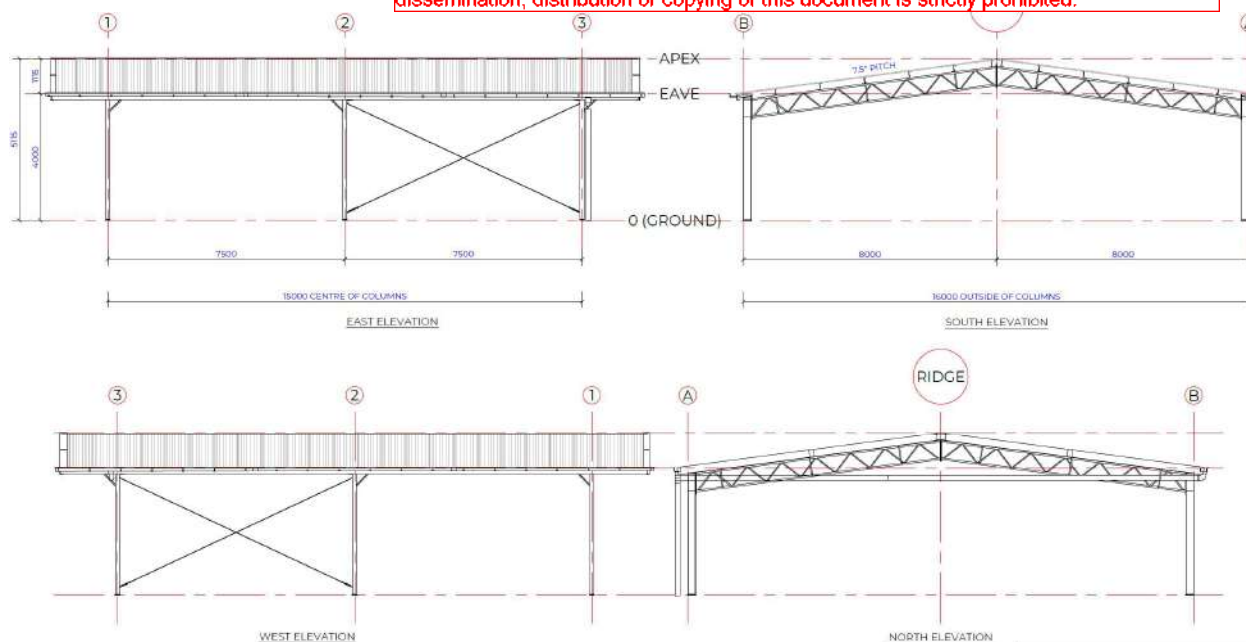 dissemination, distribution or copying of this document is strictly prohibited.
1 2 3 B
APEX
7.5° PITCH
1115
EAVE
5115
4000
0 (GROUND)
7500 7500 8000 8000
15000 CENTRE OF COLUMNS 16000 OUTSIDE OF COLUMNS
EAST ELEVATION SOUTH ELEVATION
RIDGE
3 2 1 A B
WEST ELEVATION NORTH ELEVATION